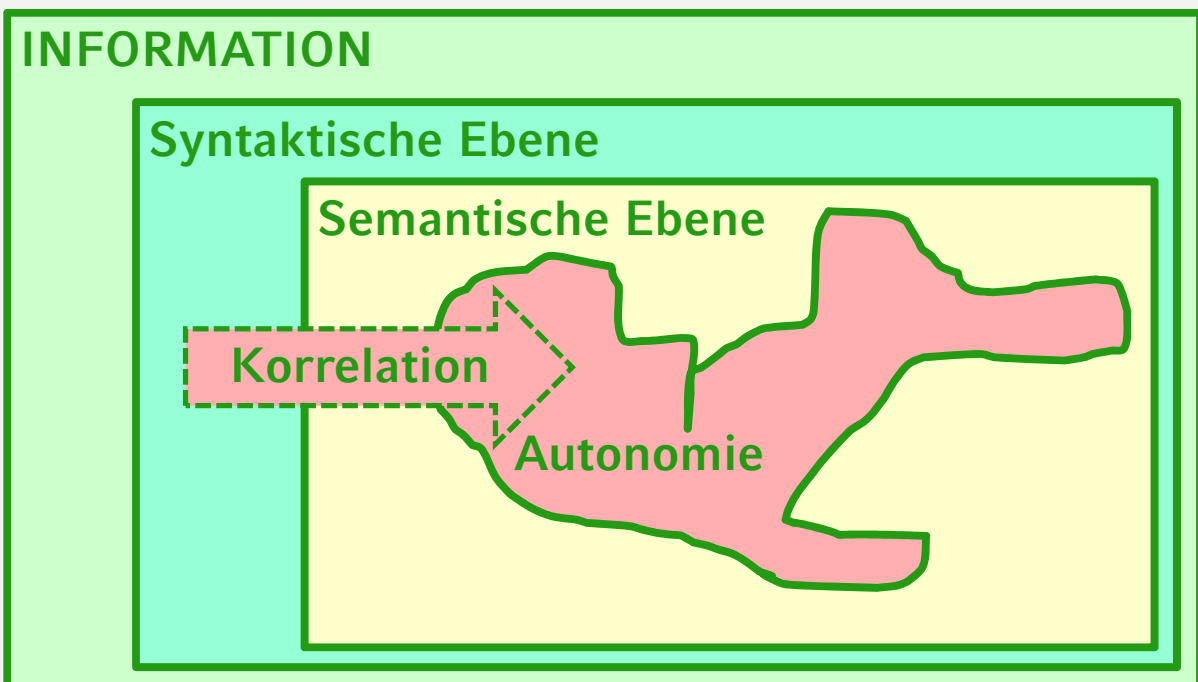 INFORMATION
Syntaktische Ebene
Semantische Ebene
Korrelation
Autonomie